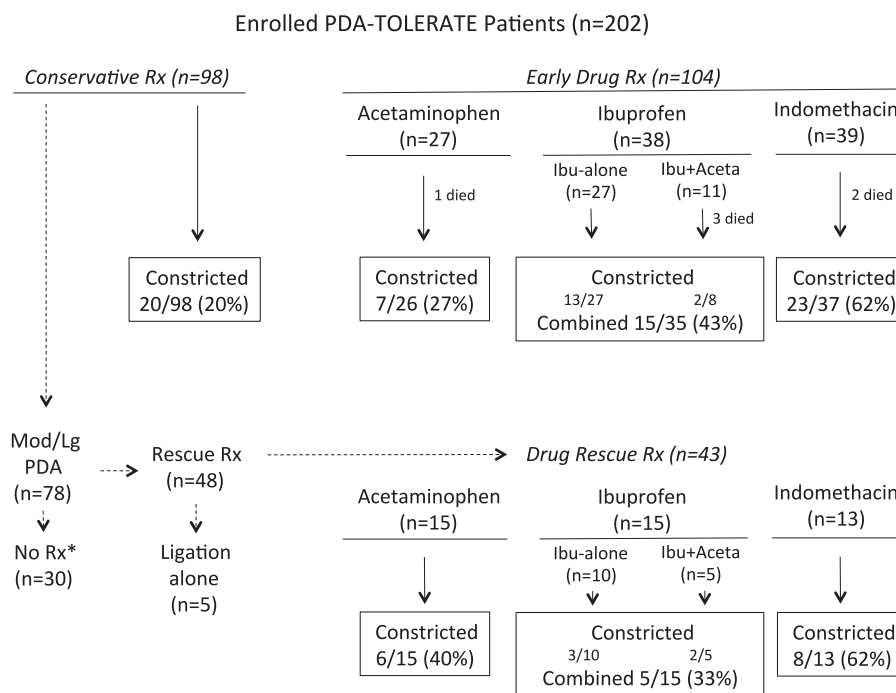 Enrolled PDA-TOLERATE Patients (n=202)
Conservative Rx (n=98)
Early Drug Rx (n=104)
Acetaminophen
(n=27)
Ibuprofen
(n=38)
Indomethacin
(n=39)
Ibu-alone
(n=27)
Ibu+Aceta
(n=11)
1 died
3 died
2 died
Constricted
20/98 (20%)
Constricted
7/26 (27%)
Constricted
13/27 2/8
Combined 15/35 (43%)
Constricted
23/37 (62%)
Mod/Lg
PDA
(n=78)
Rescue Rx
(n=48)
Drug Rescue Rx (n=43)
No Rx*
(n=30)
Ligation
alone
(n=5)
Acetaminophen
(n=15)
Ibuprofen
(n=15)
Indomethacin
(n=13)
Ibu-alone
(n=10)
Ibu+Aceta
(n=5)
Constricted
6/15 (40%)
Constricted
3/10 2/5
Combined 5/15 (33%)
Constricted
8/13 (62%)